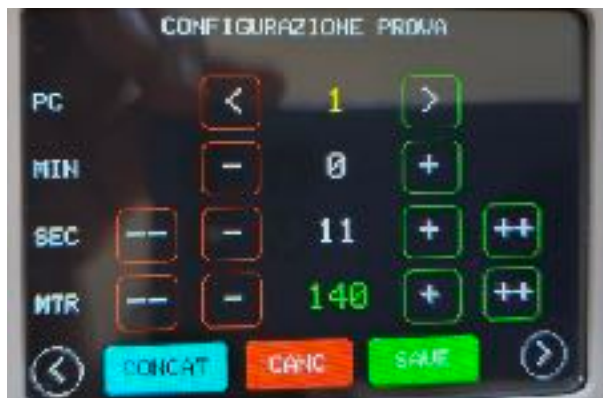 CONFIGURAZIONE PROVA
PC < 1 >
MIN - 0 +
SEC -- - 11 + ++
MTR -- - 140 + ++
< CONCAT CANC SAVE >